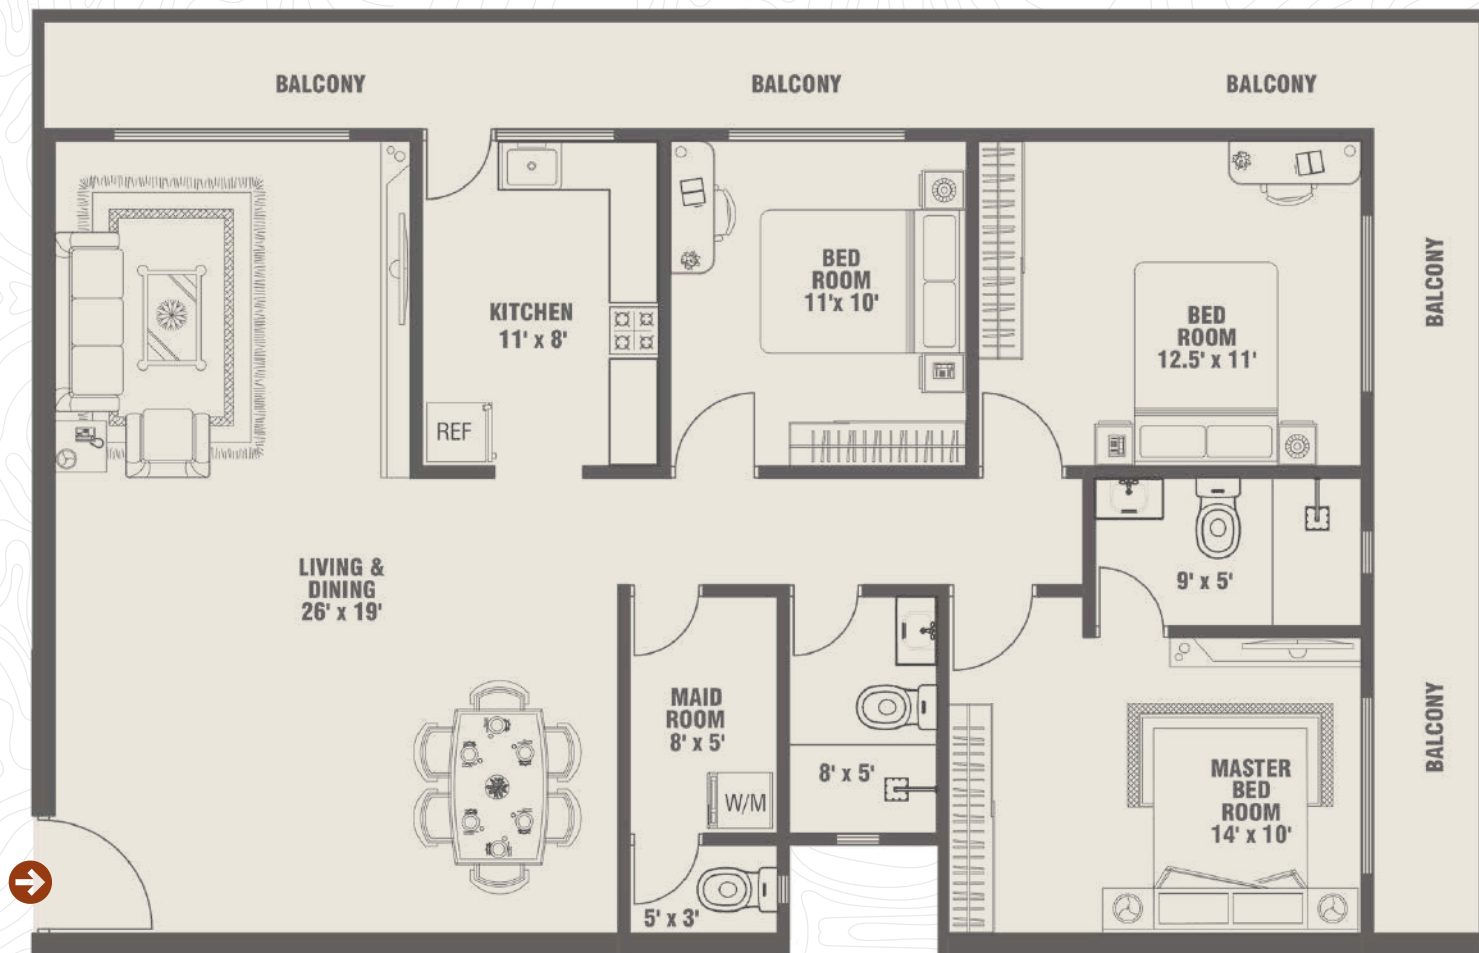 BALCONY
BALCONY
BALCONY
BED
ROOM
11'x 10'
KITCHEN
11' x 8'
BED
ROOM
12.5' x 11'
BALCONY
REF
LIVING &
DINING
26' x 19'
9' x 5'
MAID
ROOM
8' x 5'
8' x 5'
W/M
MASTER
BED
ROOM
14' x 10'
BALCONY
5' x 3'